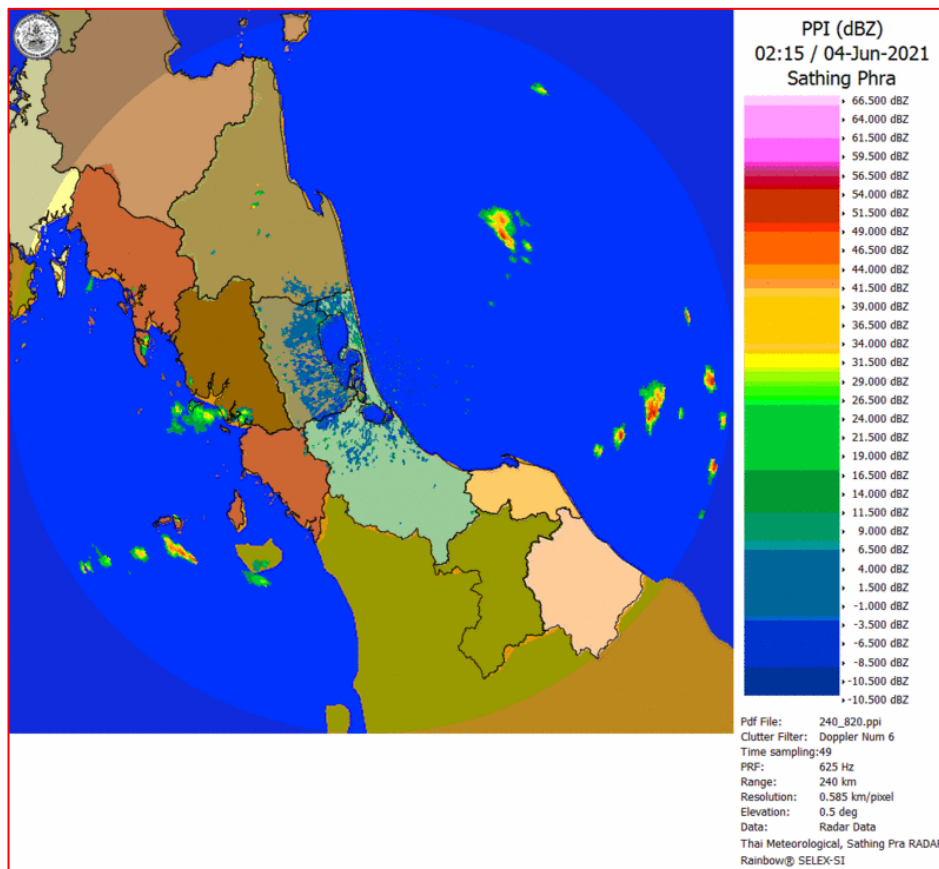 PPI (dBZ)
02:15 / 04-Jun-2021
Sathing Phra
66.500 dBZ
64.000 dBZ
61.500 dBZ
59.500 dBZ
56.500 dBZ
54.000 dBZ
51.500 dBZ
49.000 dBZ
46.500 dBZ
44.000 dBZ
41.500 dBZ
39.000 dBZ
36.500 dBZ
34.000 dBZ
31.500 dBZ
29.000 dBZ
26.500 dBZ
24.000 dBZ
21.500 dBZ
19.000 dBZ
16.500 dBZ
14.000 dBZ
11.500 dBZ
9.000 dBZ
6.500 dBZ
4.000 dBZ
1.500 dBZ
-1.000 dBZ
-3.500 dBZ
-6.500 dBZ
-8.500 dBZ
-10.500 dBZ
-10.500 dBZ
Pdf File: 240_820.ppi
Clutter Filter: Doppler Num 6
Time sampling:49
PRF: 625 Hz
Range: 240 km
Resolution: 0.585 km/pixel
Elevation: 0.5 deg
Data: Radar Data
Thai Meteorological, Sathing Pra RADAR
Rainbow® SELEX-SI